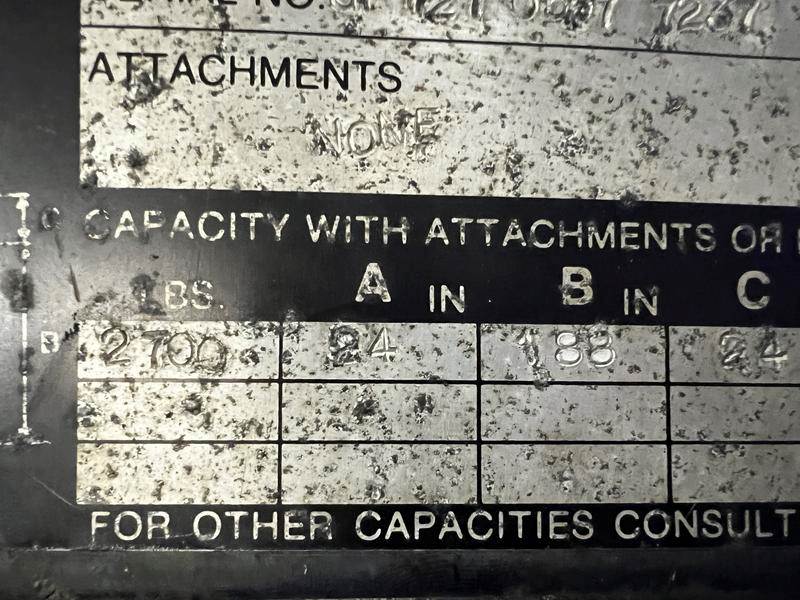 ATTACHMENTS
NONE
C CAPACITY WITH ATTACHMENTS OR
LBS. A IN B IN C
B 2700 24 188 24
FOR OTHER CAPACITIES CONSULT